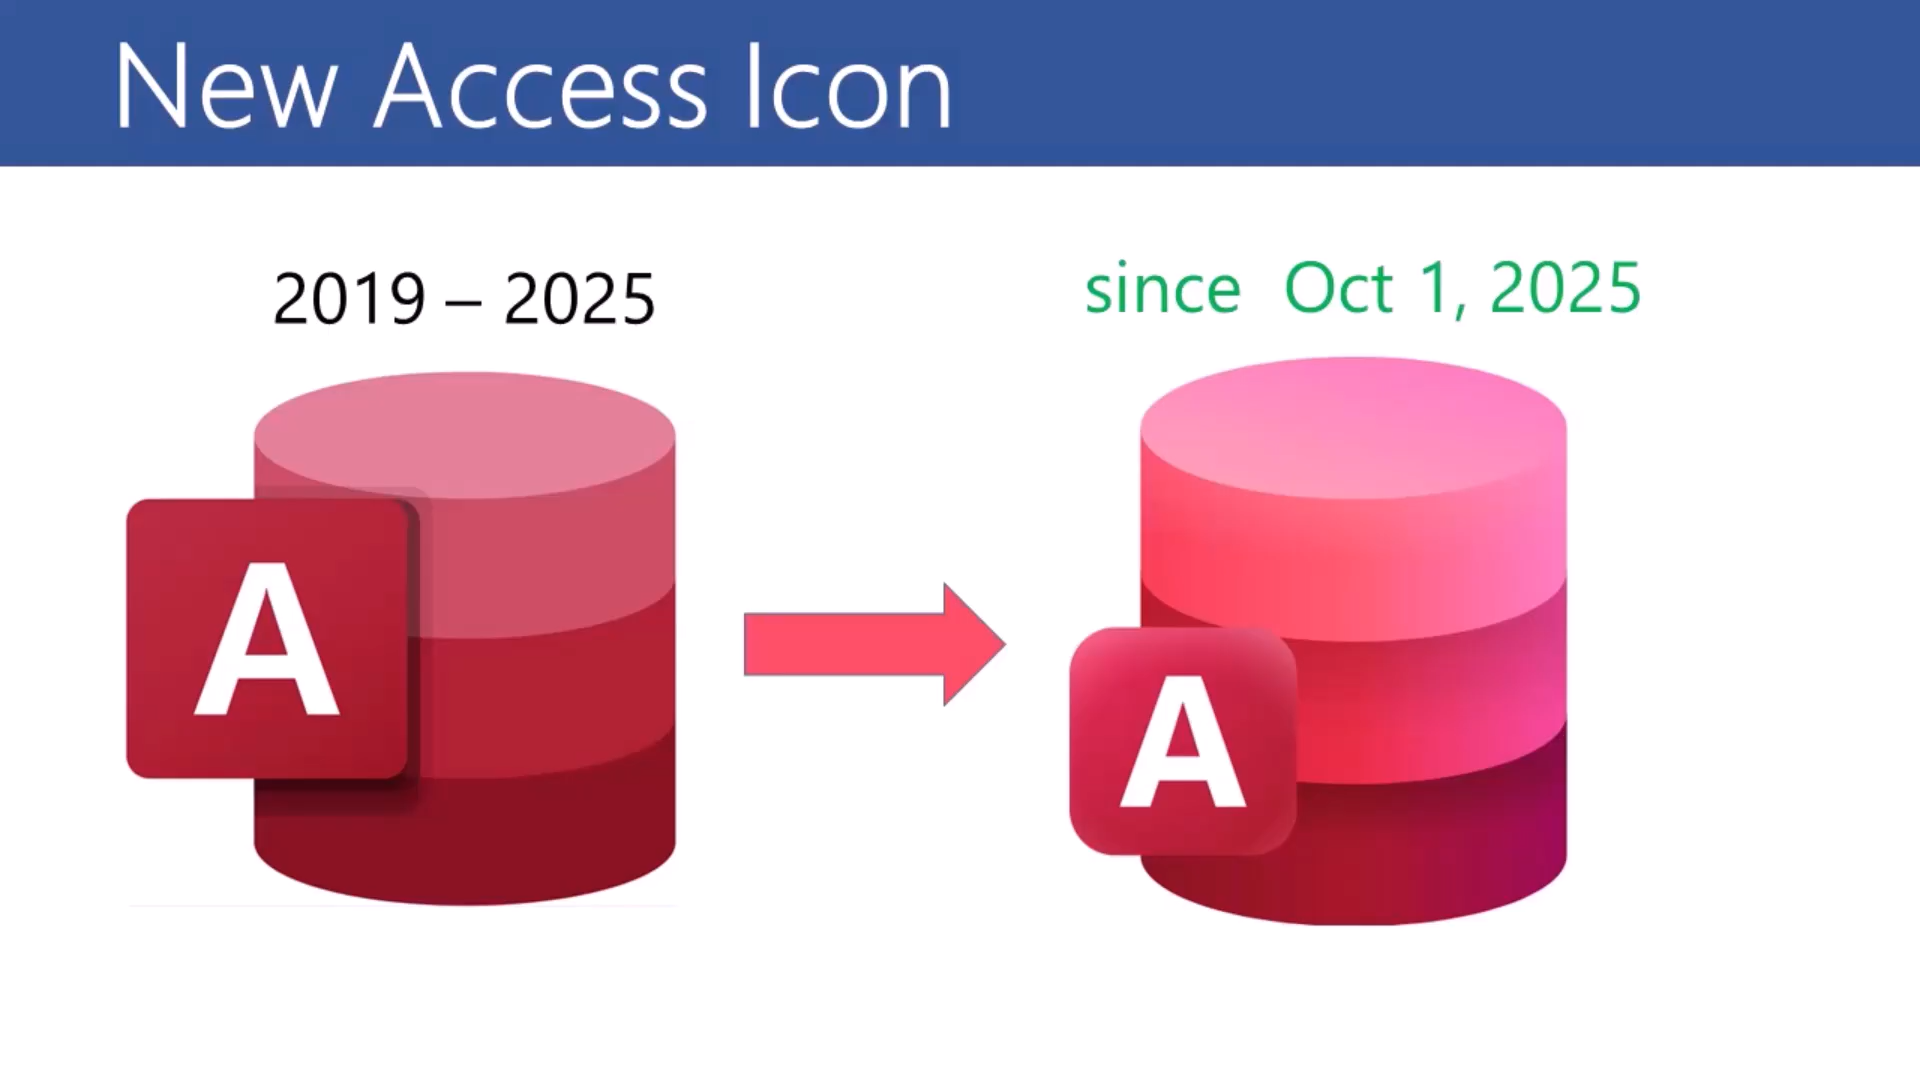 New Access Icon
2019 – 2025
since  Oct 1, 2025
A
A